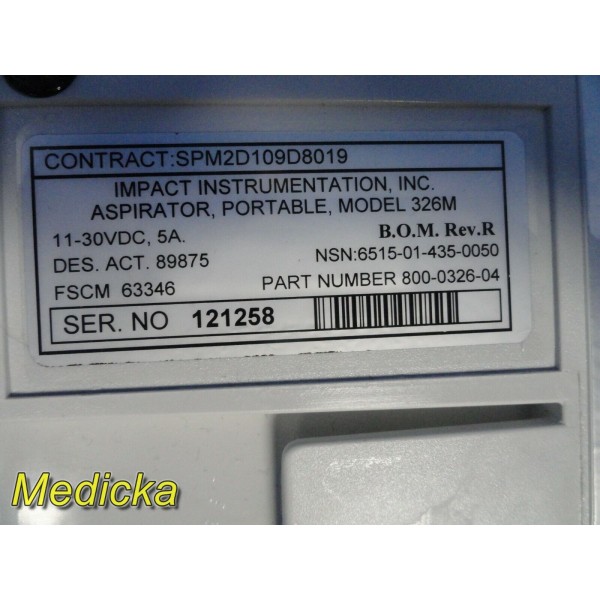 CONTRACT:SPM2D109D8019
IMPACT INSTRUMENTATION, INC.
ASPIRATOR, PORTABLE, MODEL 326M
11-30VDC, 5A. B.O.M. Rev.R
DES. ACT. 89875 NSN:6515-01-435-0050
FSCM 63346 PART NUMBER 800-0326-04
SER. NO 121258
Medicka